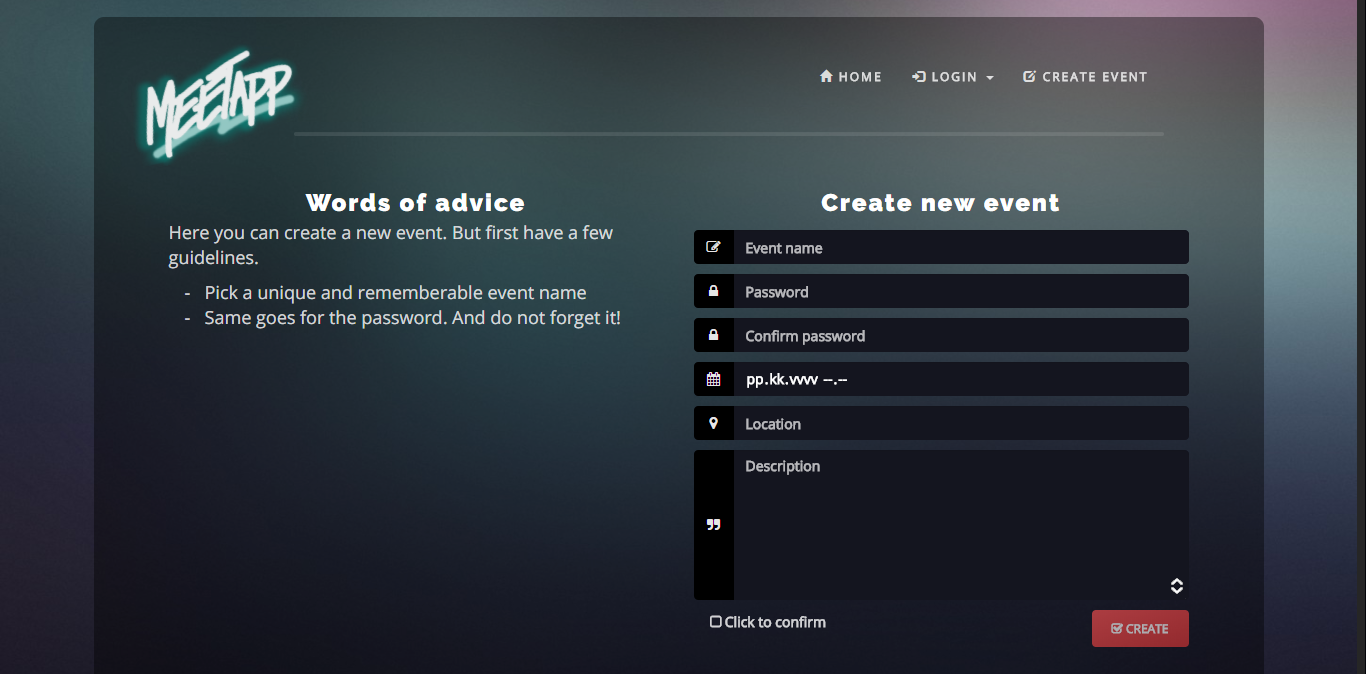 MEETAPP
HOME
LOGIN
CREATE EVENT
Words of advice
Here you can create a new event. But first have a few
guidelines.
- Pick a unique and rememberable event name
- Same goes for the password. And do not forget it!
Create new event
Event name
Password
Confirm password
pp.kk.vvvv --.--
Location
Description
Click to confirm
CREATE